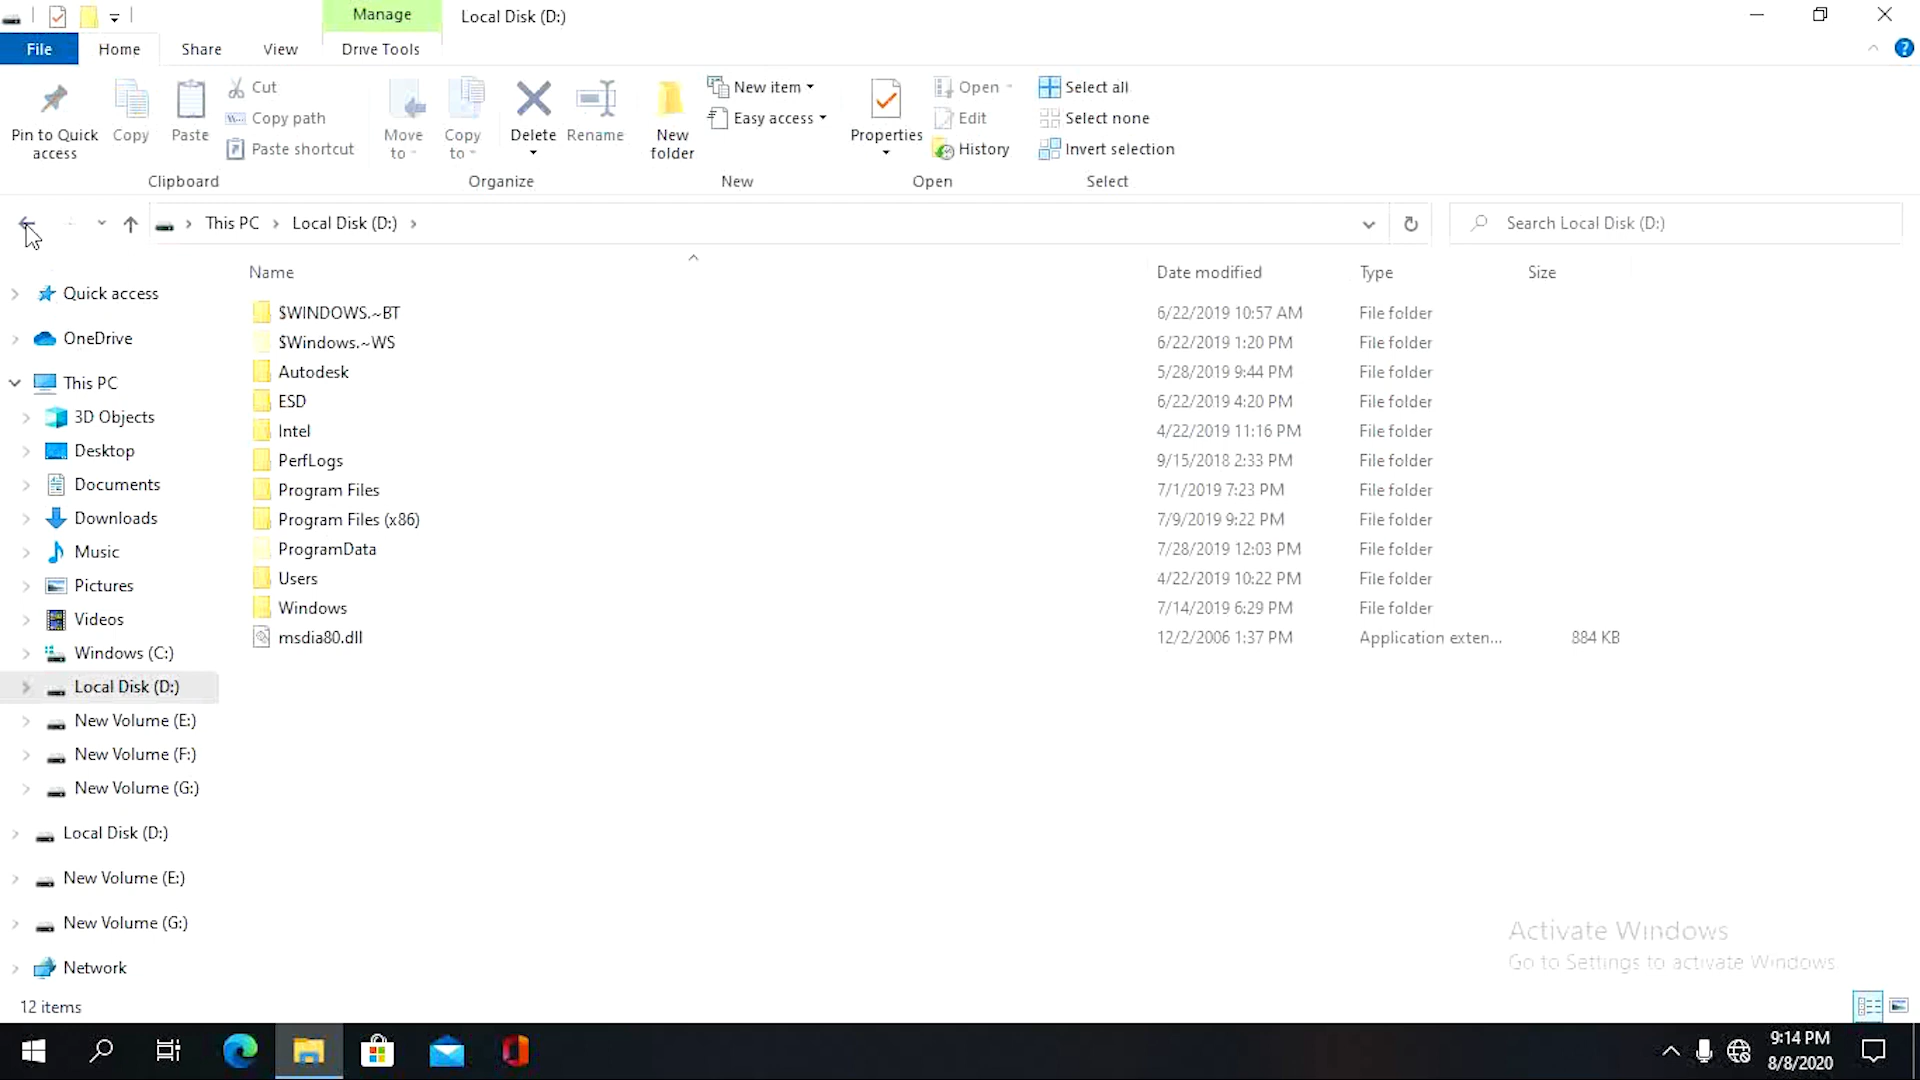 Manage
Local Disk (D:)
File
Home
Share
View
Drive Tools
Pin to Quick access
Copy
Paste
Cut
Copy path
Paste shortcut
Move to
Copy to
Delete
Rename
New folder
New item
Easy access
Properties
Open
Edit
History
Select all
Select none
Invert selection
Clipboard
Organize
New
Open
Select
This PC
Local Disk (D:)
Search Local Disk (D:)
Name
Date modified
Type
Size
Quick access
OneDrive
This PC
3D Objects
Desktop
Documents
Downloads
Music
Pictures
Videos
Windows (C:)
Local Disk (D:)
New Volume (E:)
New Volume (F:)
New Volume (G:)
Local Disk (D:)
New Volume (E:)
New Volume (G:)
Network
$WINDOWS.~BT 6/22/2019 10:57 AM File folder
$Windows.~WS 6/22/2019 1:20 PM File folder
Autodesk 5/28/2019 9:44 PM File folder
ESD 6/22/2019 4:20 PM File folder
Intel 4/22/2019 11:16 PM File folder
PerfLogs 9/15/2018 2:33 PM File folder
Program Files 7/1/2019 7:23 PM File folder
Program Files (x86) 7/9/2019 9:22 PM File folder
ProgramData 7/28/2019 12:03 PM File folder
Users 4/22/2019 10:22 PM File folder
Windows 7/14/2019 6:29 PM File folder
msdia80.dll 12/2/2006 1:37 PM Application exten... 884 KB
Activate Windows
Go to Settings to activate Windows
12 items
9:14 PM
8/8/2020